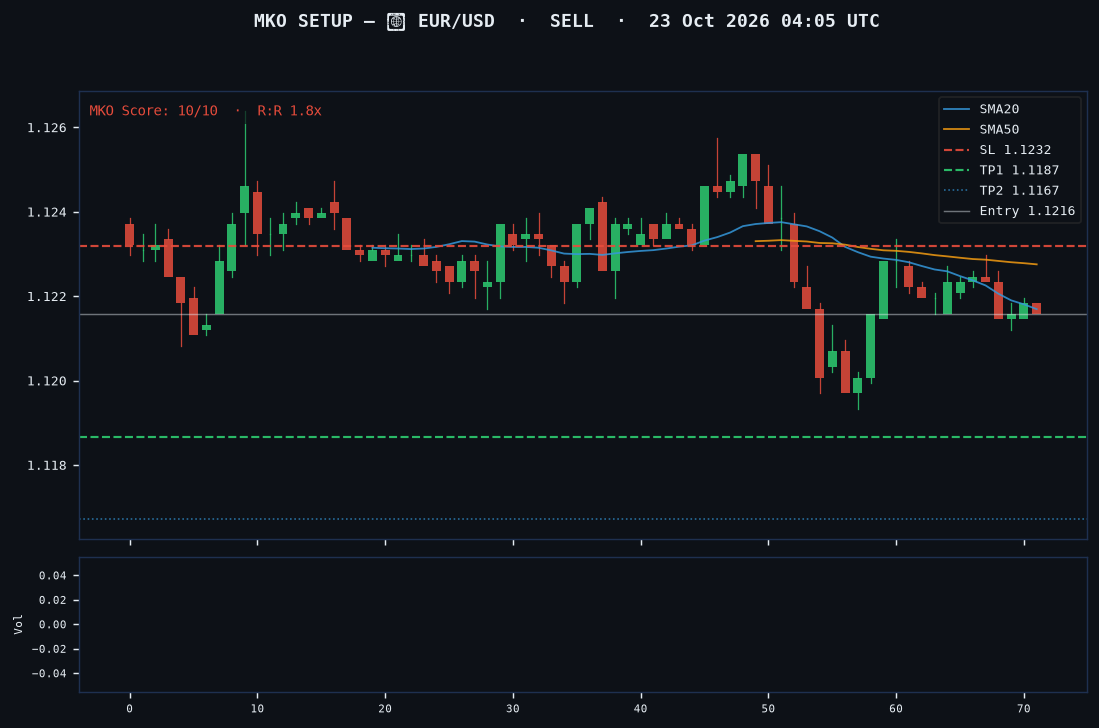 MKO SETUP — 🌐 EUR/USD · SELL · 23 Oct 2026 04:05 UTC
MKO Score: 10/10 · R:R 1.8x
SMA20
SMA50
SL 1.1232
TP1 1.1187
TP2 1.1167
Entry 1.1216
1.126
1.124
1.122
1.120
1.118
Vol
0.04
0.02
0.00
−0.02
−0.04
0 10 20 30 40 50 60 70